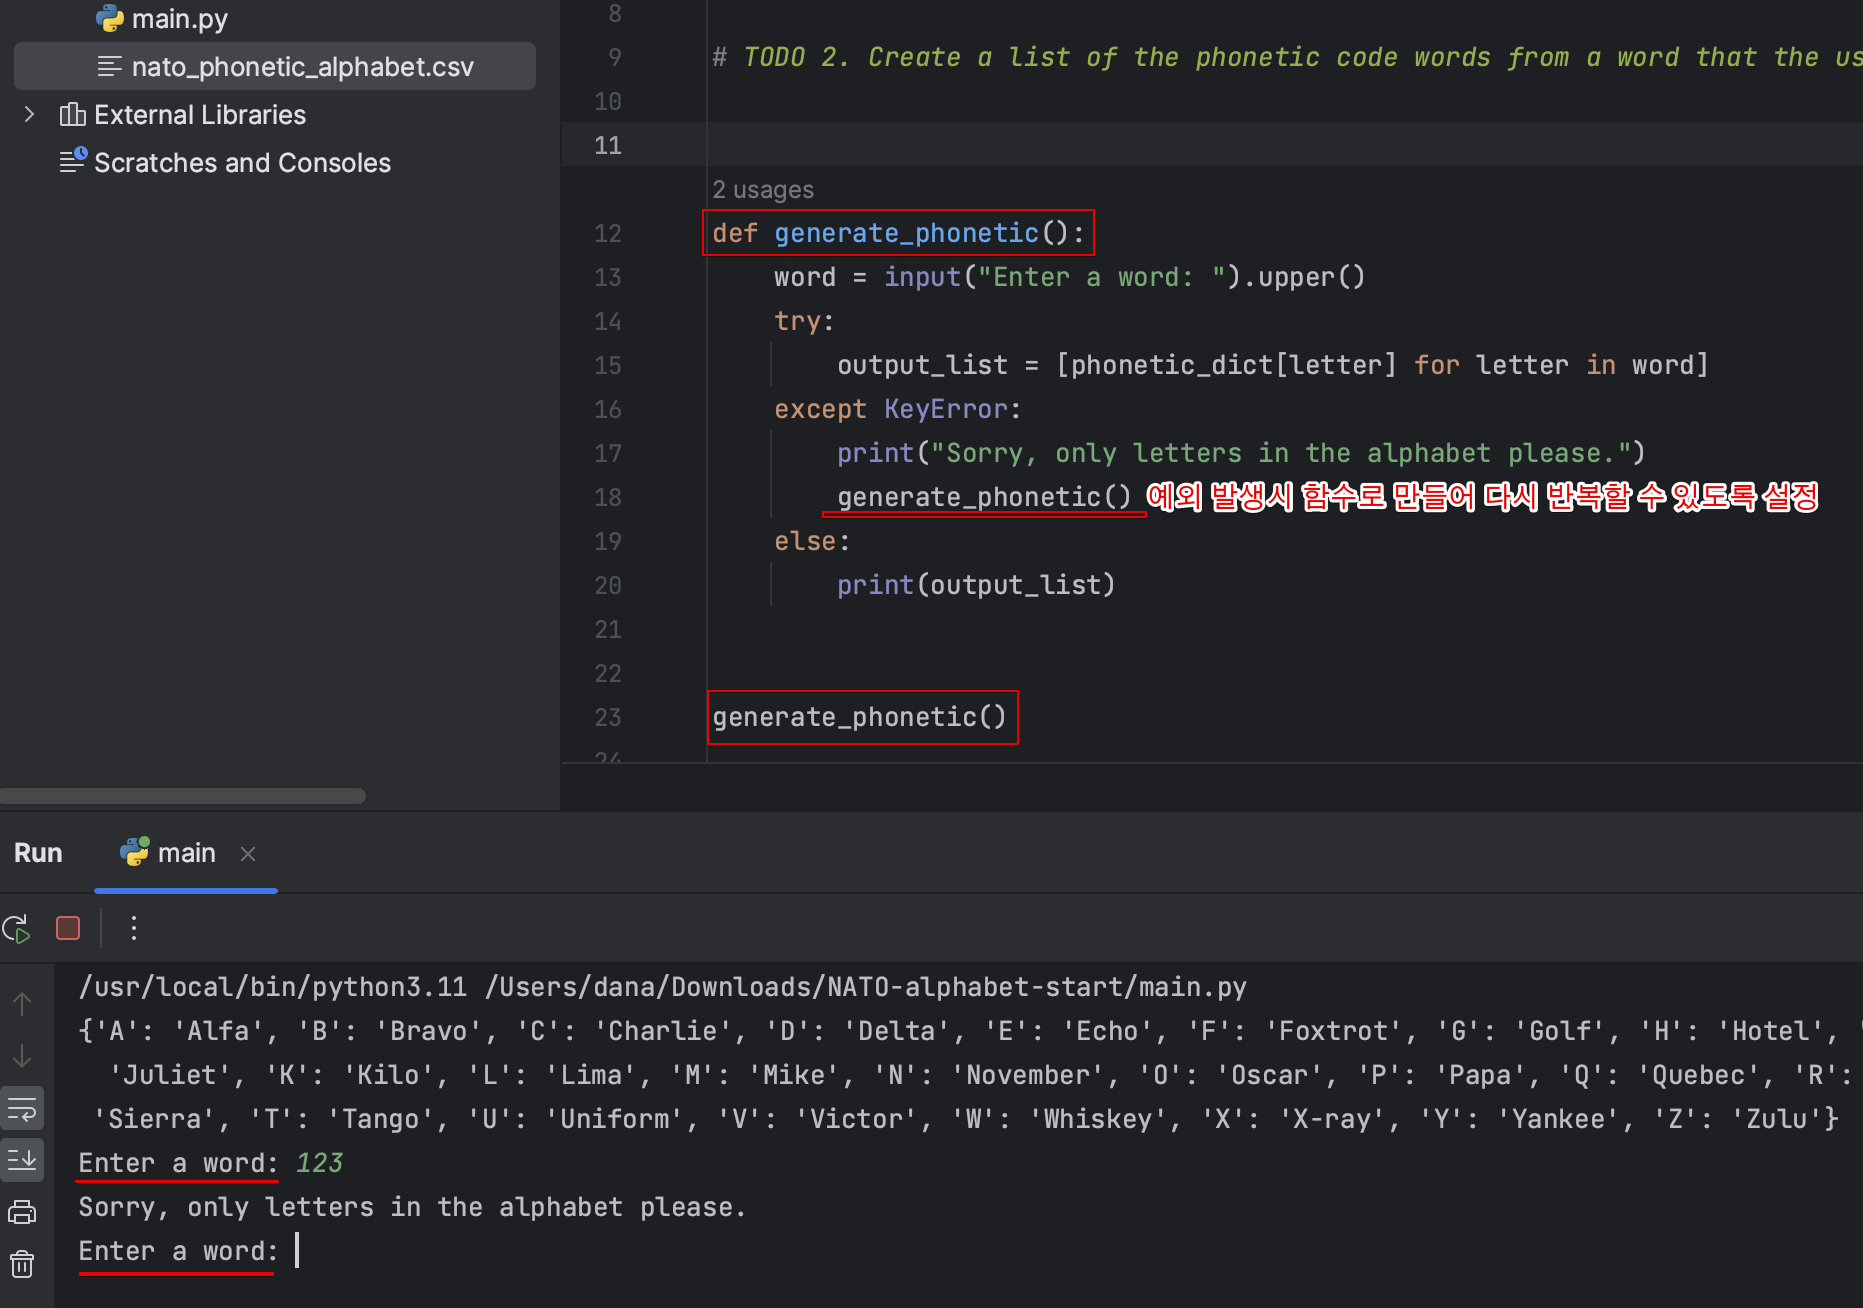 main.py
nato_phonetic_alphabet.csv
External Libraries
Scratches and Consoles
8
9 # TODO 2. Create a list of the phonetic code words from a word that the us
10
11
2 usages
12 def generate_phonetic():
13 word = input("Enter a word: ").upper()
14 try:
15 output_list = [phonetic_dict[letter] for letter in word]
16 except KeyError:
17 print("Sorry, only letters in the alphabet please.")
18 generate_phonetic() 예외 발생시 함수로 만들어 다시 반복할 수 있도록 설정
19 else:
20 print(output_list)
21
22
23 generate_phonetic()
24
Run main
/usr/local/bin/python3.11 /Users/dana/Downloads/NATO-alphabet-start/main.py
{'A': 'Alfa', 'B': 'Bravo', 'C': 'Charlie', 'D': 'Delta', 'E': 'Echo', 'F': 'Foxtrot', 'G': 'Golf', 'H': 'Hotel', '
'Juliet', 'K': 'Kilo', 'L': 'Lima', 'M': 'Mike', 'N': 'November', 'O': 'Oscar', 'P': 'Papa', 'Q': 'Quebec', 'R':
'Sierra', 'T': 'Tango', 'U': 'Uniform', 'V': 'Victor', 'W': 'Whiskey', 'X': 'X-ray', 'Y': 'Yankee', 'Z': 'Zulu'}
Enter a word: 123
Sorry, only letters in the alphabet please.
Enter a word: